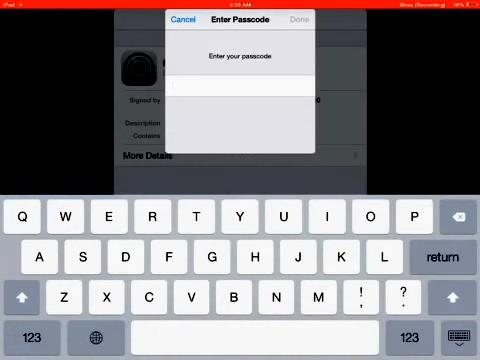 iPad
9:29 AM
Shou (Recording)
16%
Cancel
Enter Passcode
Done
Enter your passcode
Signed by
Description
Contains
More Details
Q W E R T Y U I O P
A S D F G H J K L return
Z X C V B N M ! , ? .
123 123